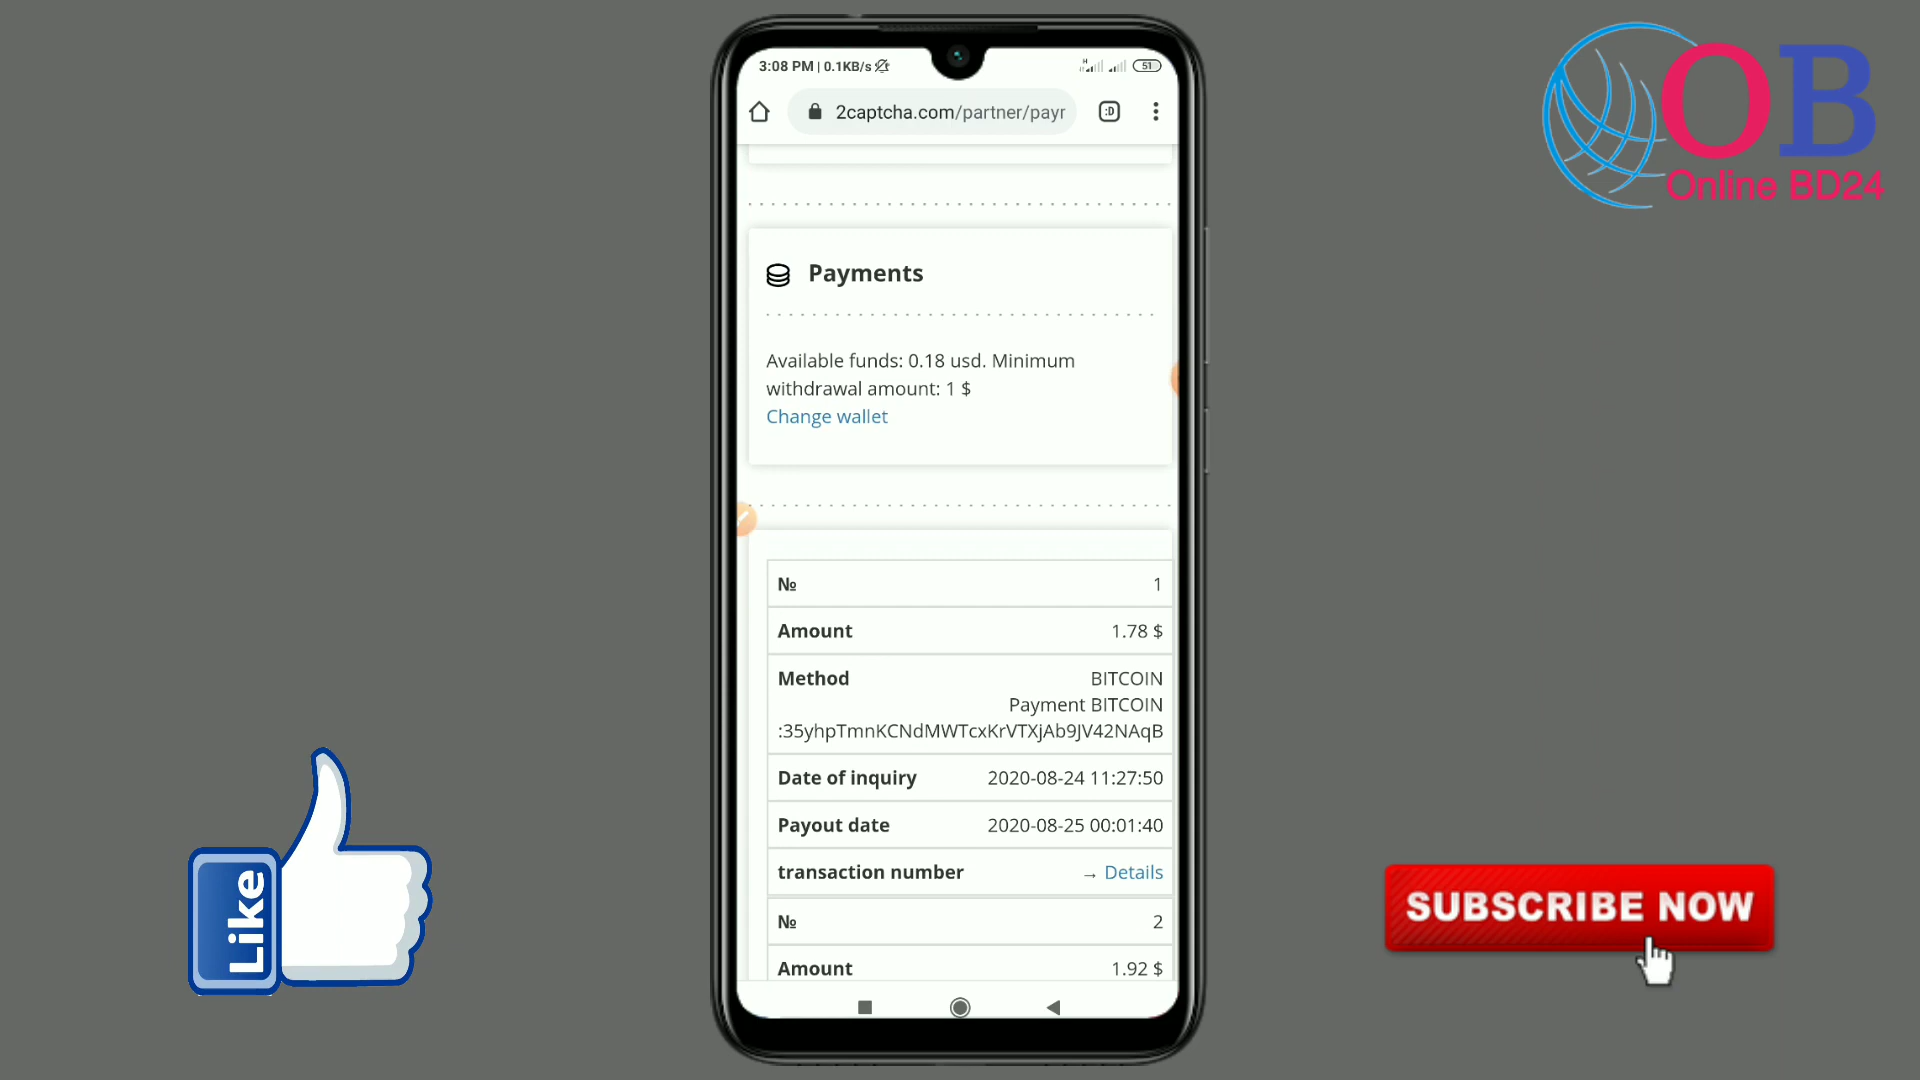 3:08 PM | 0.1KB/s
51
2captcha.com/partner/payr
:D
OB
Online BD24
Payments
Available funds: 0.18 usd. Minimum
withdrawal amount: 1 $
Change wallet
№ 1
Amount 1.78 $
Method BITCOIN
Payment BITCOIN
:35yhpTmnKCNdMWTcxKrVTXjAb9JV42NAqB
Date of inquiry 2020-08-24 11:27:50
Payout date 2020-08-25 00:01:40
transaction number → Details
№ 2
Amount 1.92 $
Like
SUBSCRIBE NOW